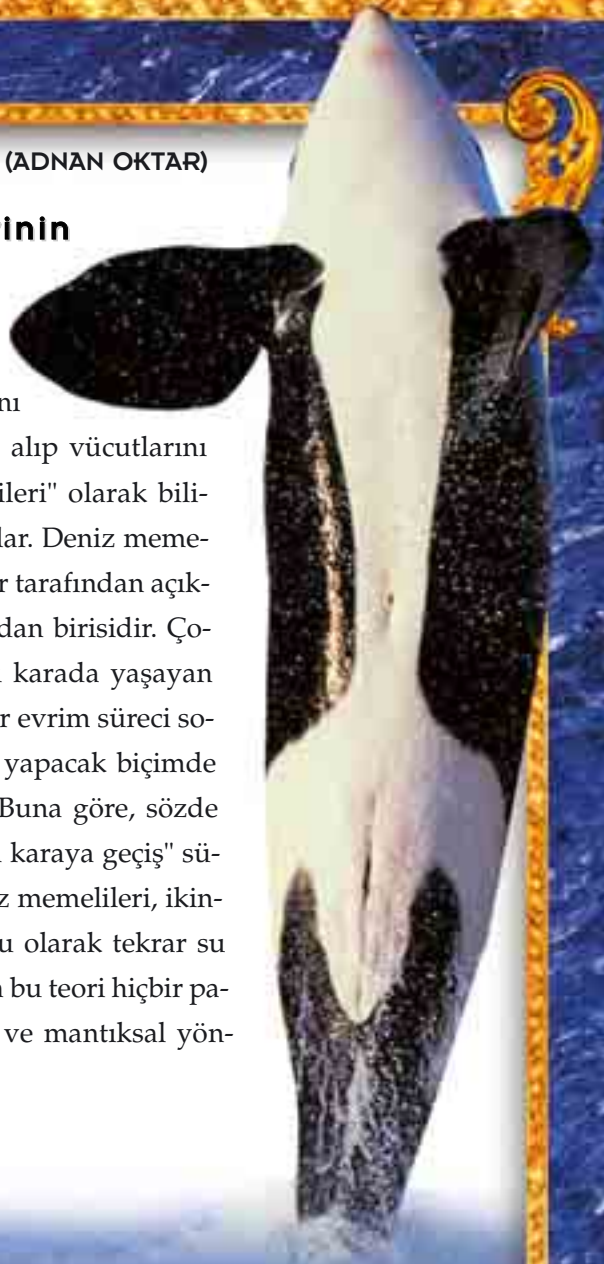 (ADNAN OKTAR)
inin
nı
alıp vücutlarını
ileri" olarak bili-
lar. Deniz meme-
r tarafından açık-
dan birisidir. Ço-
karada yaşayan
r evrim süreci so-
yapacak biçimde
Buna göre, sözde
karaya geçiş" sü-
z memelileri, ikin-
u olarak tekrar su
bu teori hiçbir pa-
ve mantıksal yön-